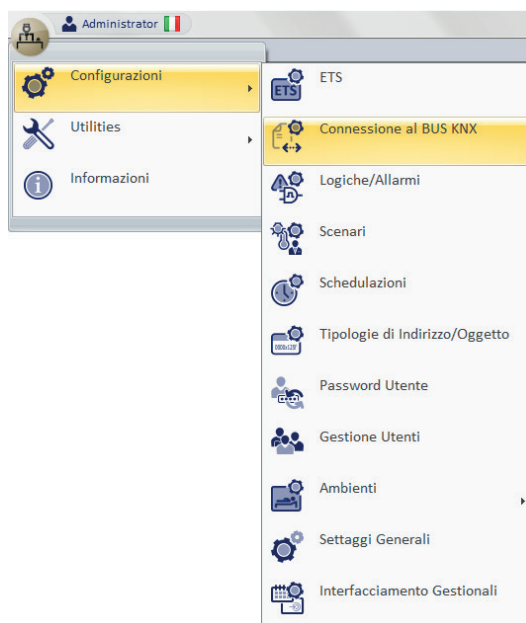 Administrator
Configurazioni
Utilities
Informazioni
ETS
ETS
Connessione al BUS KNX
Logiche/Allarmi
Scenari
Schedulazioni
Tipologie di Indirizzo/Oggetto
Password Utente
Gestione Utenti
Ambienti
Settaggi Generali
Interfacciamento Gestionali